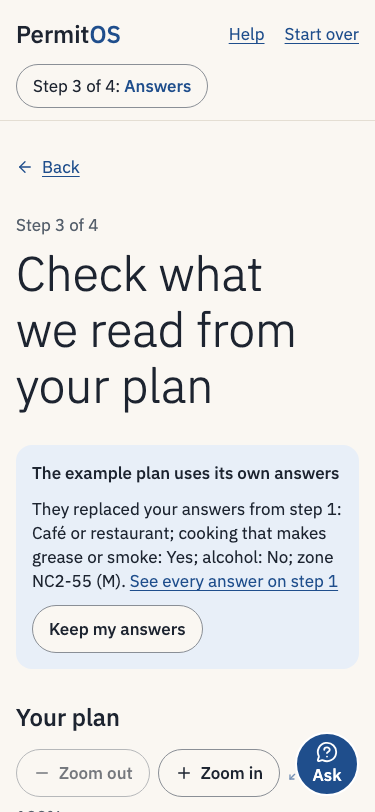 PermitOS
Help Start over
Step 3 of 4: Answers
Back
Step 3 of 4
Check what
we read from
your plan
The example plan uses its own answers
They replaced your answers from step 1:
Café or restaurant; cooking that makes
grease or smoke: Yes; alcohol: No; zone
NC2-55 (M). See every answer on step 1
Keep my answers
Your plan
Zoom out Zoom in
Ask